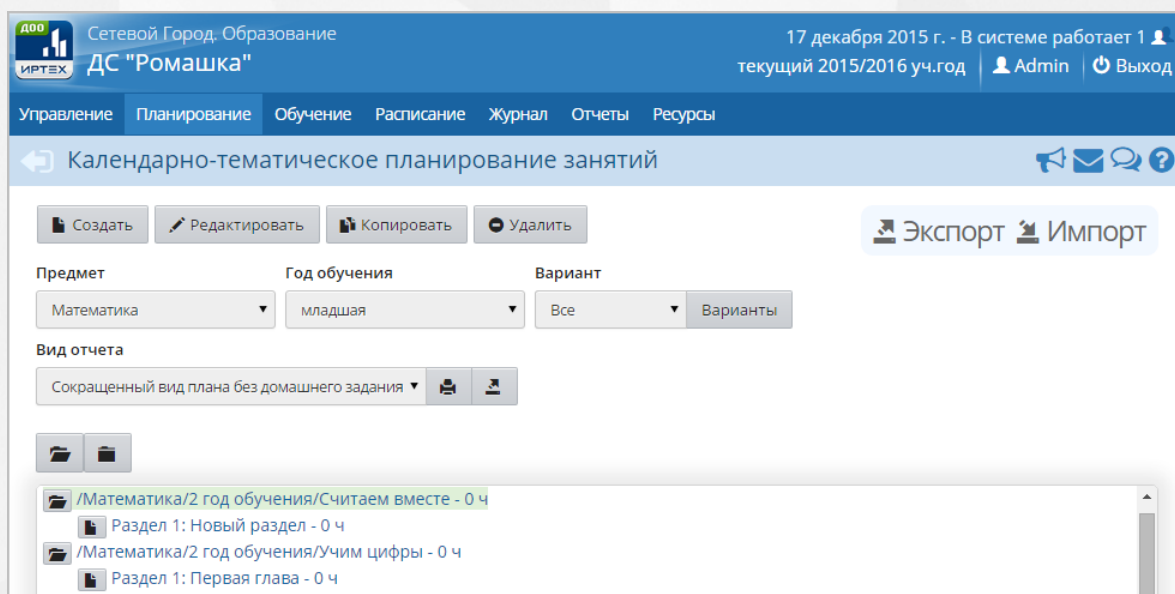 ДОО
ИРТЕХ
Сетевой Город. Образование
ДС "Ромашка"
17 декабря 2015 г. - В системе работает 1
текущий 2015/2016 уч.год Admin Выход
Управление Планирование Обучение Расписание Журнал Отчеты Ресурсы
Календарно-тематическое планирование занятий
Создать Редактировать Копировать Удалить Экспорт Импорт
Предмет Год обучения Вариант
Математика младшая Все Варианты
Вид отчета
Сокращенный вид плана без домашнего задания
/Математика/2 год обучения/Считаем вместе - 0 ч
Раздел 1: Новый раздел - 0 ч
/Математика/2 год обучения/Учим цифры - 0 ч
Раздел 1: Первая глава - 0 ч